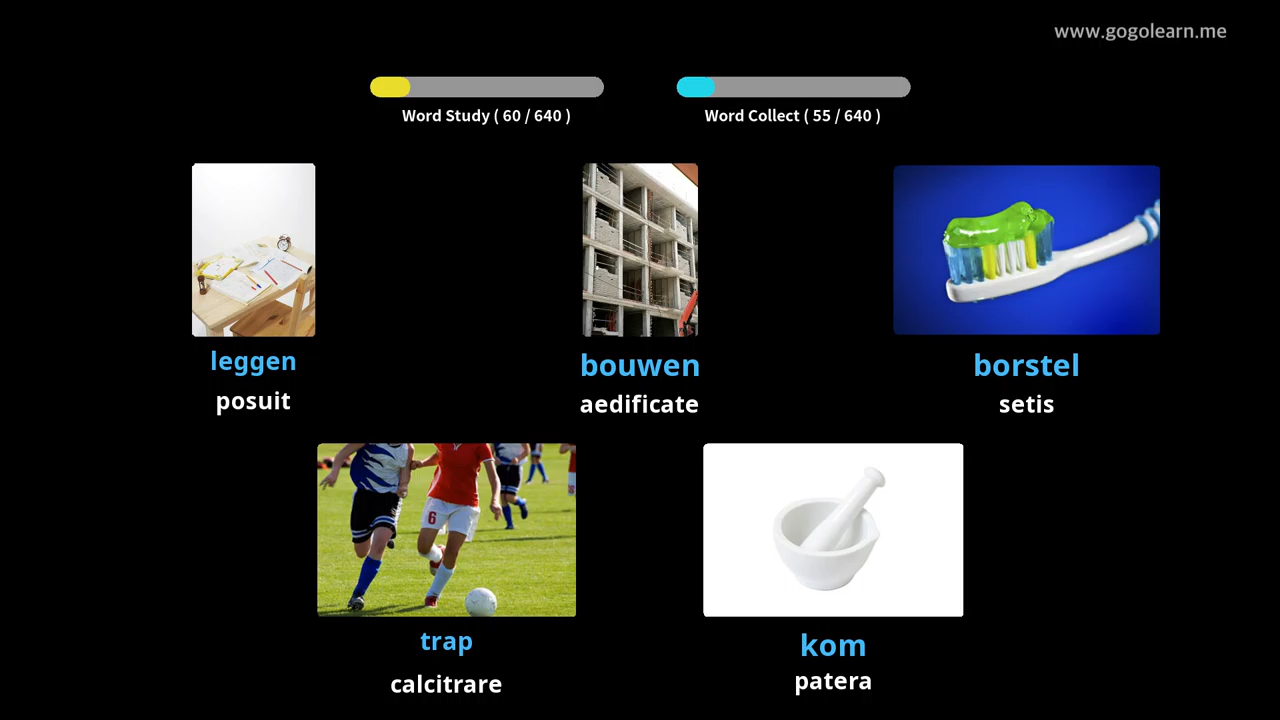 www.gogolearn.me
Word Study ( 60 / 640 )
Word Collect ( 55 / 640 )
leggen
posuit
bouwen
aedificate
borstel
setis
6
trap
calcitrare
kom
patera